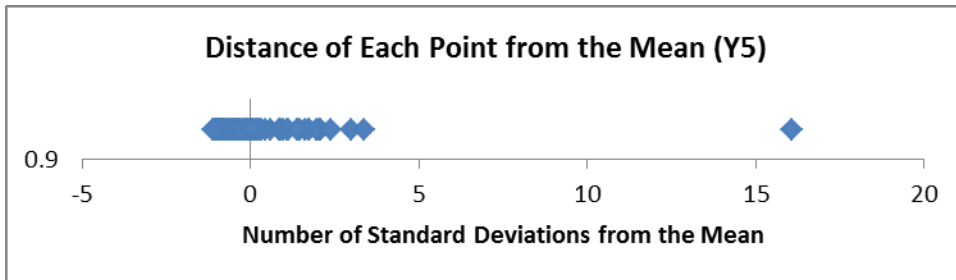 Distance of Each Point from the Mean (Y5)
0.9
-5 0 5 10 15 20
Number of Standard Deviations from the Mean